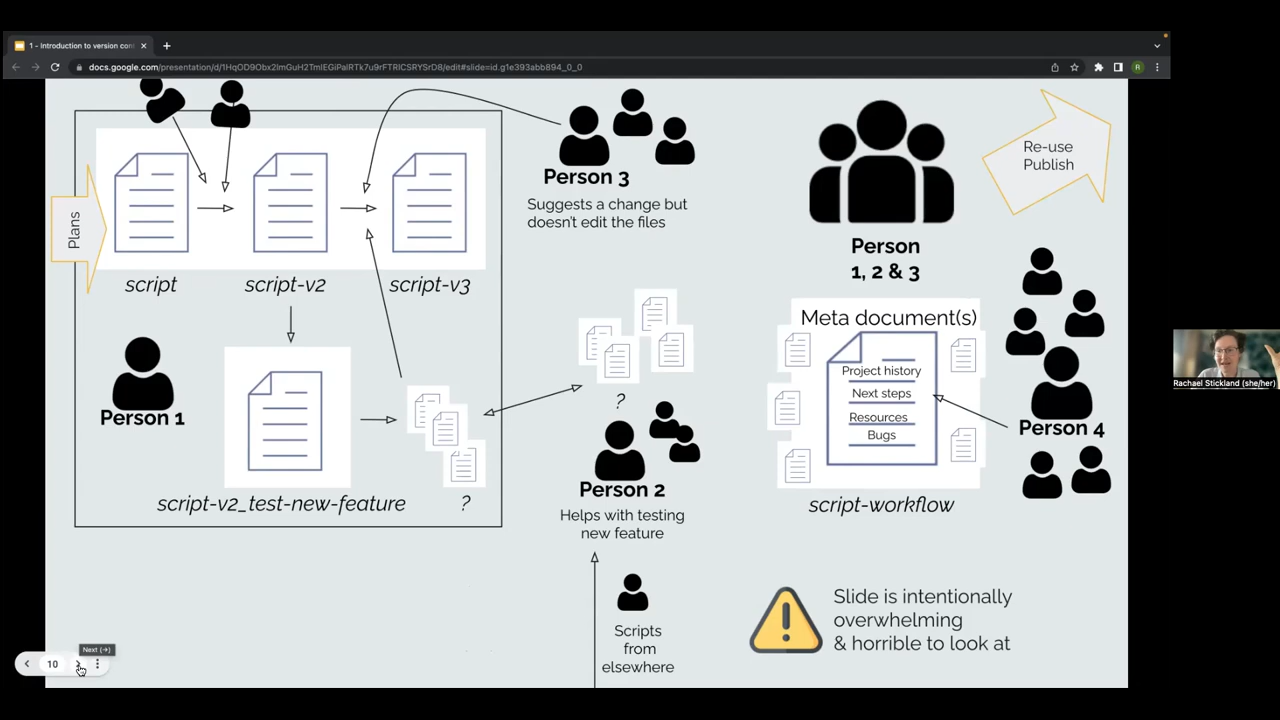 1 - Introduction to version con
docs.google.com/presentation/d/1HqOD9Obx2lmGuH2TmIEGiPalRTk7u9rFTRICSRYSrD8/edit#slide=id.g1e393abb894_0_0
R
Re-use
Publish
Person 3
Suggests a change but
doesn't edit the files
Plans
Person
1, 2 & 3
script
script-v2
script-v3
Meta document(s)
Project history
Next steps
Resources
Bugs
Rachael Stickland (she/her)
Person 1
?
Person 4
Person 2
script-v2_test-new-feature
?
script-workflow
Helps with testing
new feature
Slide is intentionally
overwhelming
& horrible to look at
Scripts
from
elsewhere
Next (→)
10